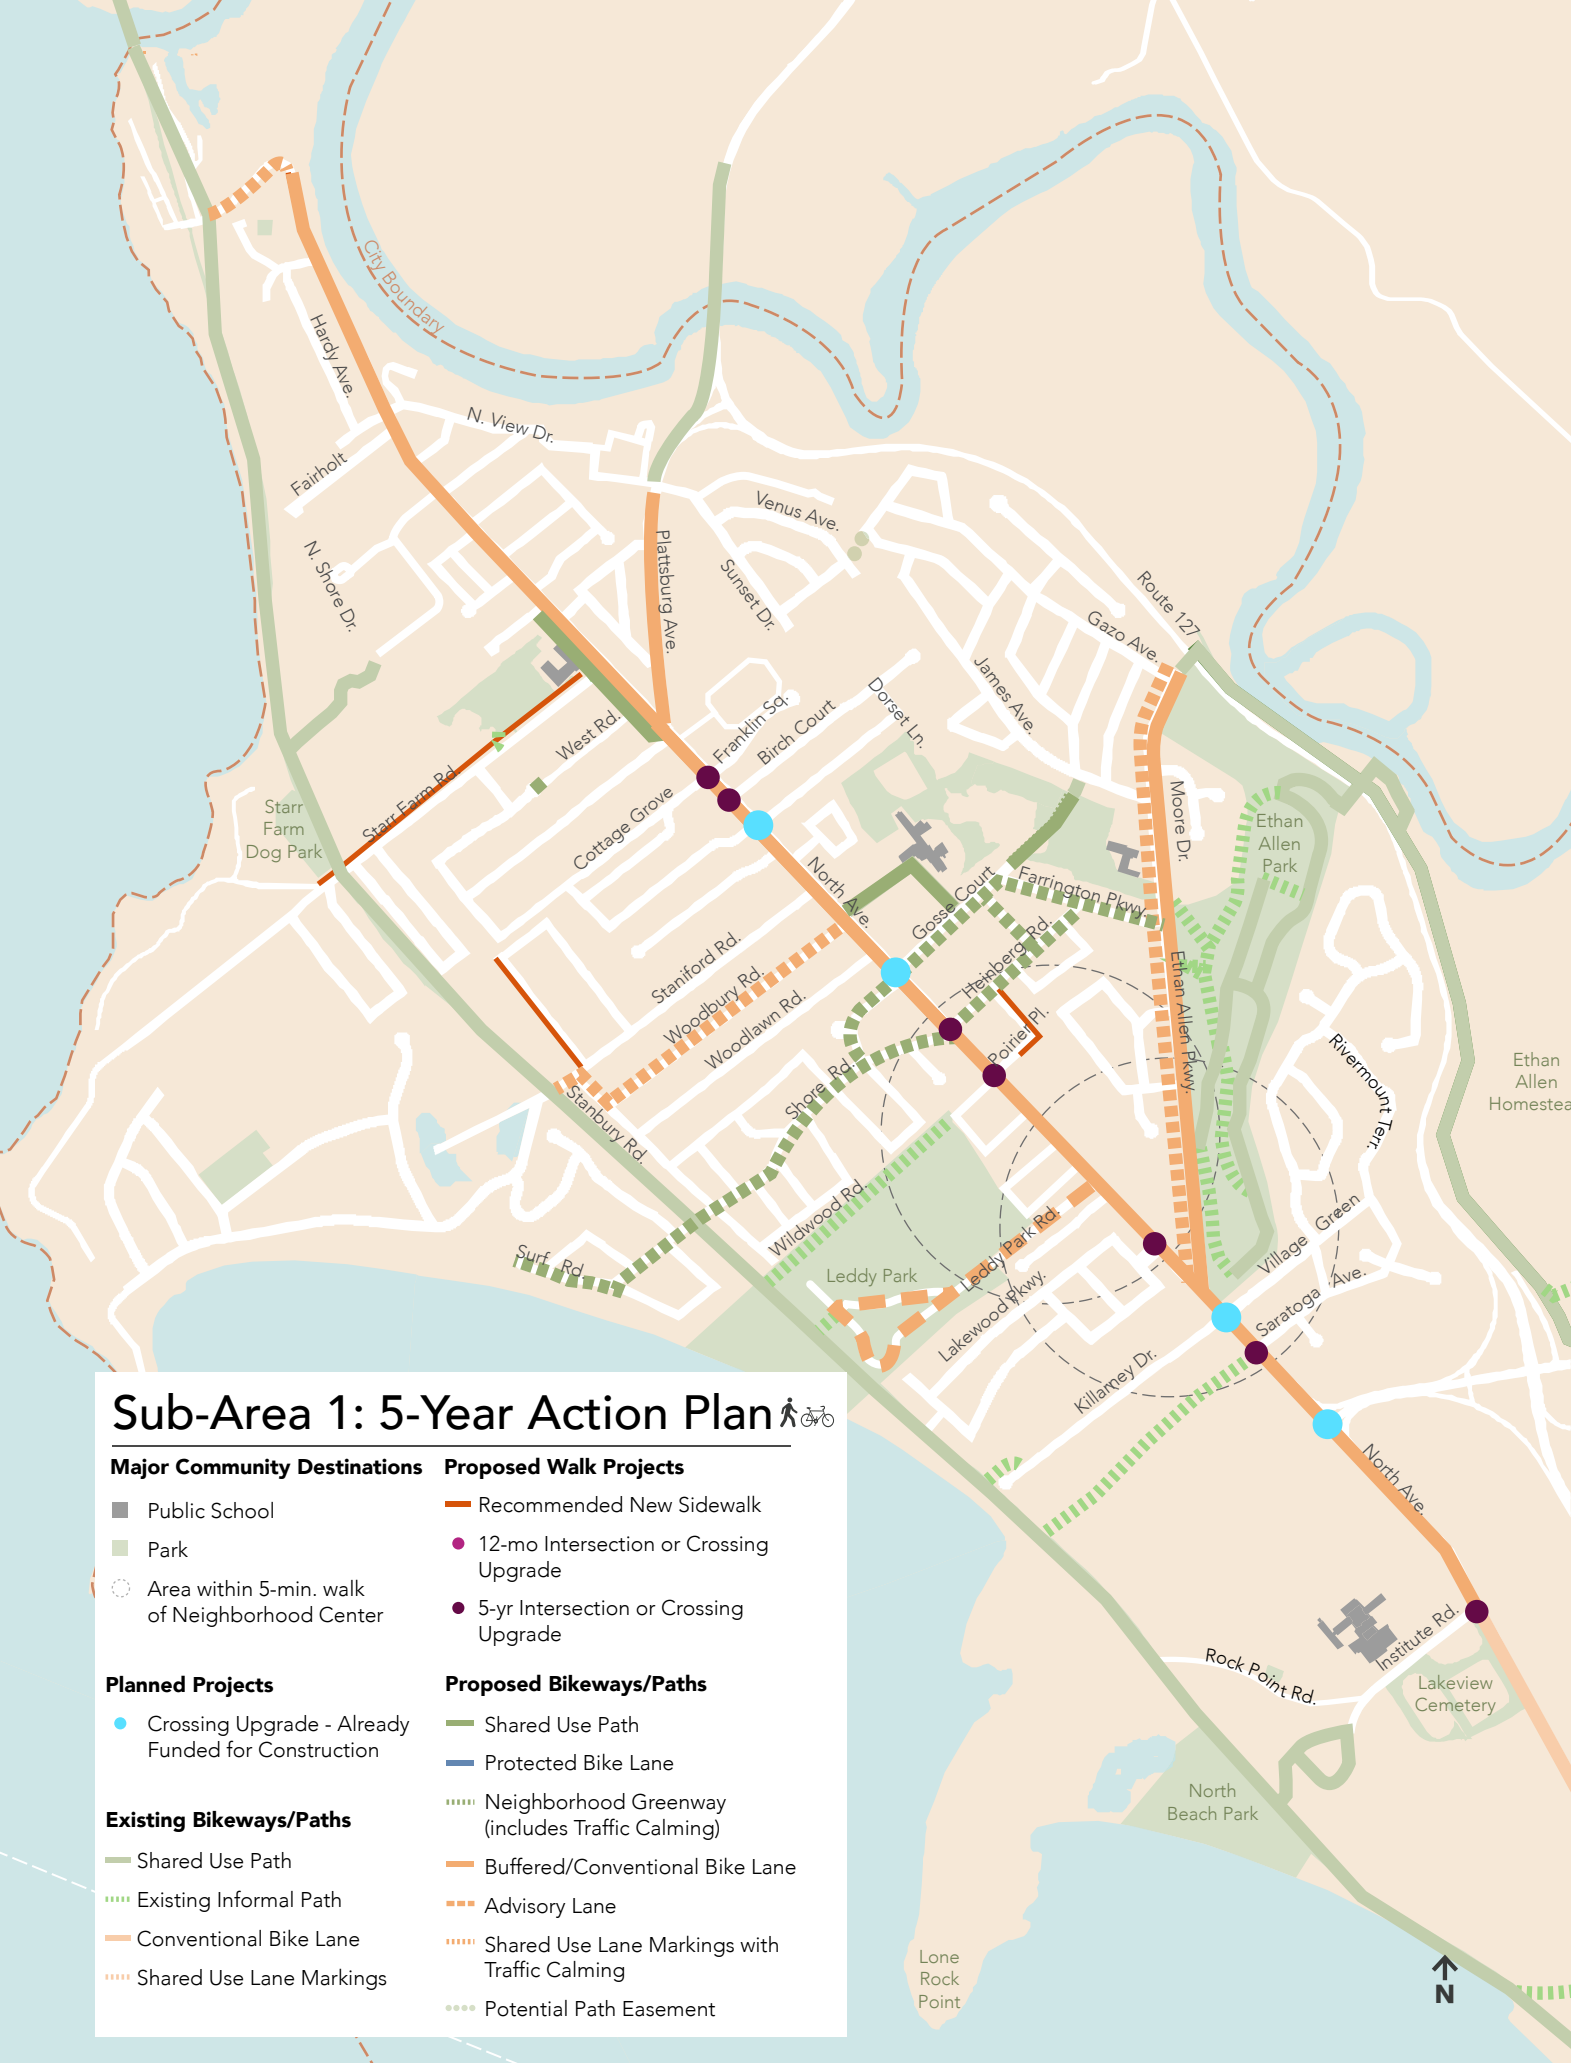 City Boundary
Hardy Ave.
N. View Dr.
Fairholt
N. Shore Dr.
Venus Ave.
Plattsburg Ave.
Sunset Dr.
Route 127
Gazo Ave.
James Ave.
Dorset Ln.
Franklin Sq.
Birch Court
West Rd.
Starr Farm Rd.
Starr
Farm
Dog Park
Cottage Grove
Moore Dr.
Ethan
Allen
Park
North Ave.
Gosse Court
Farrington Pkwy.
Heinberg Rd.
Staniford Rd.
Woodbury Rd.
Woodlawn Rd.
Ethan Allen Pkwy.
Poirier Pl.
Rivermount Terr.
Ethan
Allen
Homestea
Shore Rd.
Stanbury Rd.
Wildwood Rd.
Surf Rd.
Leddy Park
Leddy Park Rd.
Lakewood Pkwy.
Village Green
Saratoga Ave.
Killarney Dr.
North Ave.
Institute Rd.
Rock Point Rd.
Lakeview
Cemetery
North
Beach Park
Lone
Rock
Point
N
Sub-Area 1: 5-Year Action Plan
Major Community Destinations
Public School
Park
Area within 5-min. walk
of Neighborhood Center
Planned Projects
Crossing Upgrade - Already
Funded for Construction
Existing Bikeways/Paths
Shared Use Path
Existing Informal Path
Conventional Bike Lane
Shared Use Lane Markings
Proposed Walk Projects
Recommended New Sidewalk
12-mo Intersection or Crossing
Upgrade
5-yr Intersection or Crossing
Upgrade
Proposed Bikeways/Paths
Shared Use Path
Protected Bike Lane
Neighborhood Greenway
(includes Traffic Calming)
Buffered/Conventional Bike Lane
Advisory Lane
Shared Use Lane Markings with
Traffic Calming
Potential Path Easement